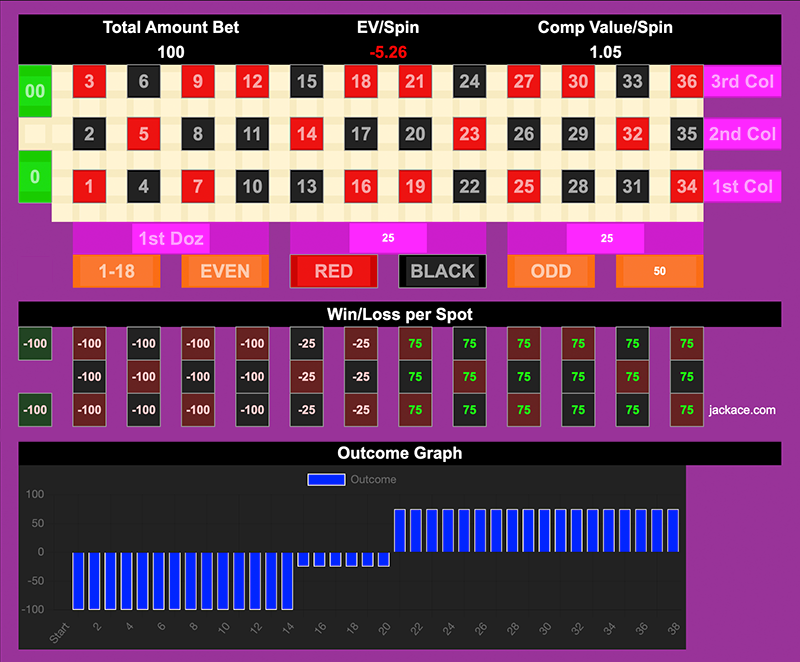 Total Amount Bet EV/Spin Comp Value/Spin
100 -5.26 1.05
00 3 6 9 12 15 18 21 24 27 30 33 36 3rd Col
2 5 8 11 14 17 20 23 26 29 32 35 2nd Col
0 1 4 7 10 13 16 19 22 25 28 31 34 1st Col
1st Doz 25 25
1-18 EVEN RED BLACK ODD 50
Win/Loss per Spot
-100 -100 -100 -100 -100 -25 -25 75 75 75 75 75 75
-100 -100 -100 -100 -25 -25 75 75 75 75 75 75
-100 -100 -100 -100 -100 -25 -25 75 75 75 75 75 75 jackace.com
Outcome Graph
Outcome
100
50
0
-50
-100
Start 2 4 6 8 10 12 14 16 18 20 22 24 26 28 30 32 34 36 38